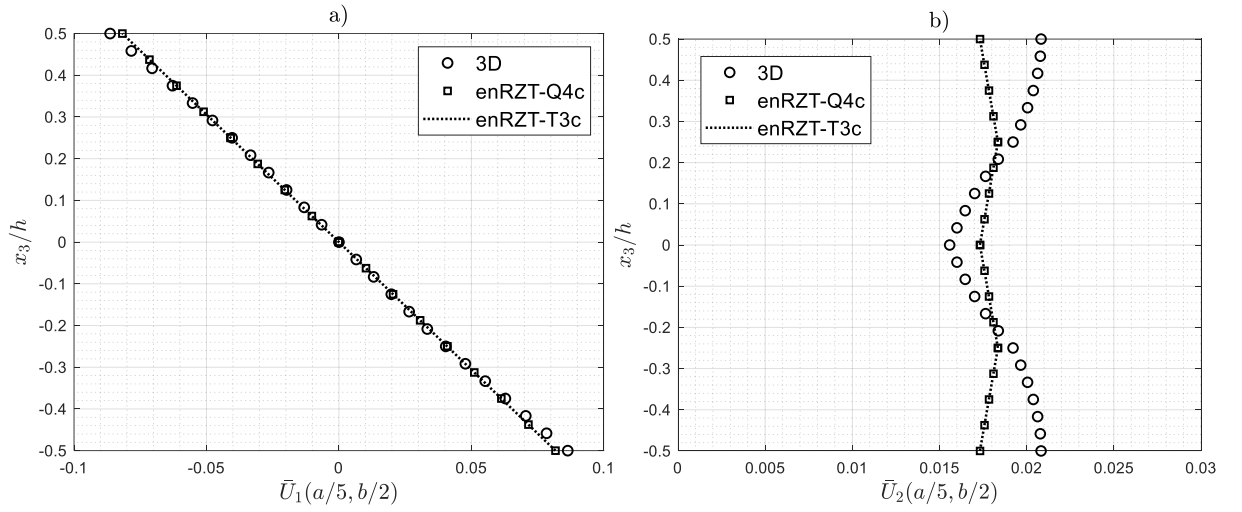 a)
0.5
0.4
0.3
0.2
0.1
0
-0.1
-0.2
-0.3
-0.4
-0.5
x₃/h
3D
enRZT-Q4c
enRZT-T3c
-0.1
-0.05
0
0.05
0.1
Ū₁(a/5, b/2)
b)
0.5
0.4
0.3
0.2
0.1
0
-0.1
-0.2
-0.3
-0.4
-0.5
x₃/h
3D
enRZT-Q4c
enRZT-T3c
0
0.005
0.01
0.015
0.02
0.025
0.03
Ū₂(a/5, b/2)